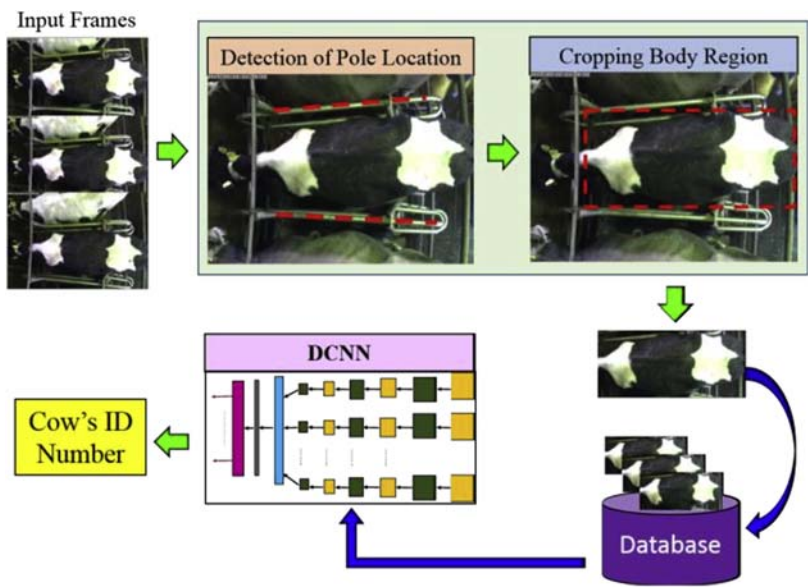 Input Frames
Detection of Pole Location
Cropping Body Region
DCNN
Cow's ID
Number
Database